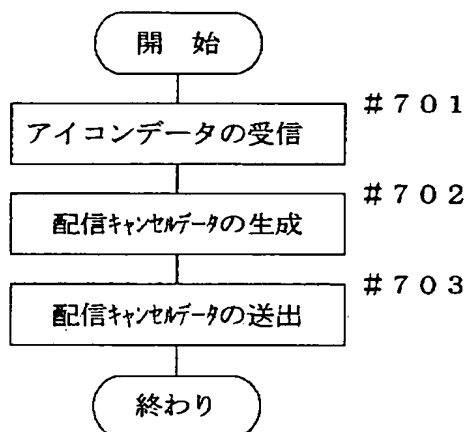 開　始
＃７０１
アイコンデータの受信
＃７０２
配信ｷｬﾝｾﾙﾃﾞｰﾀの生成
＃７０３
配信ｷｬﾝｾﾙﾃﾞｰﾀの送出
終わり